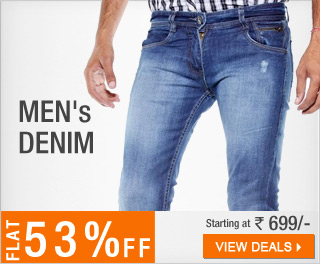 MEN's
DENIM
FLAT 53% OFF
Starting at ₹ 699/-
VIEW DEALS